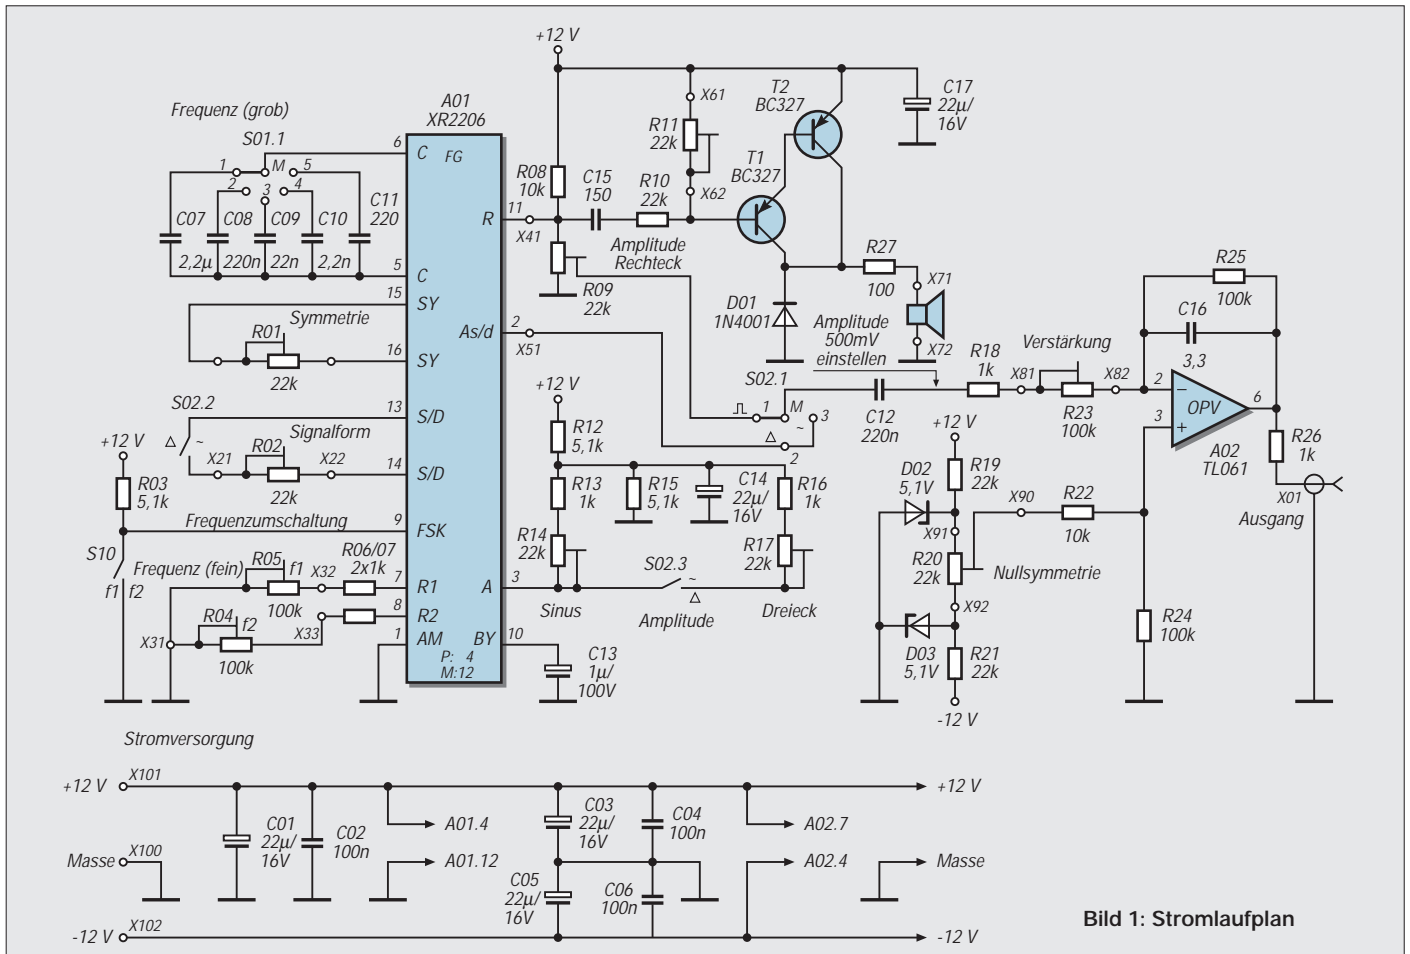 +12 V
Frequenz (grob)
S01.1
1
M
5
2
3
4
C07
2,2µ
C08
220n
C09
22n
C10
2,2n
C11
220
A01
XR2206
6
C
FG
5
C
15
SY
Symmetrie
R01
22k
16
SY
S02.2
13
S/D
△
~
Signalform
X21
R02
X22
22k
14
S/D
+12 V
R03
5,1k
Frequenzumschaltung
9
FSK
S10
f1
f2
Frequenz (fein)
R05
f1
X32
100k
R06/07
2x1k
7
R1
R04
f2
X33
X31
100k
8
R2
1
AM
P: 4
M:12
R
11
X41
As/d
2
X51
A
3
BY
10
C13
1µ/
100V
R08
10k
C15
150
R10
22k
X61
R11
22k
X62
T1
BC327
T2
BC327
C17
22µ/
16V
Amplitude
Rechteck
R09
22k
D01
1N4001
R27
100
X71
X72
Amplitude
500mV
einstellen
S02.1
1
M
3
~
△
2
C12
220n
R18
1k
X81
Verstärkung
R23
100k
X82
R25
100k
C16
3,3
2
−
3
+
OPV
6
A02
TL061
R26
1k
X01
Ausgang
+12 V
R12
5,1k
R13
1k
R15
5,1k
C14
22µ/
16V
R16
1k
R14
22k
R17
22k
S02.3
~
△
Sinus
Amplitude
Dreieck
+12 V
R19
22k
D02
5,1V
X91
R20
22k
Nullsymmetrie
X90
R22
10k
X92
D03
5,1V
R21
22k
-12 V
R24
100k
Stromversorgung
+12 V
X101
Masse
X100
-12 V
X102
C01
22µ/
16V
C02
100n
A01.4
A01.12
C03
22µ/
16V
C04
100n
C05
22µ/
16V
C06
100n
A02.7
A02.4
+12 V
Masse
-12 V
Bild 1: Stromlaufplan